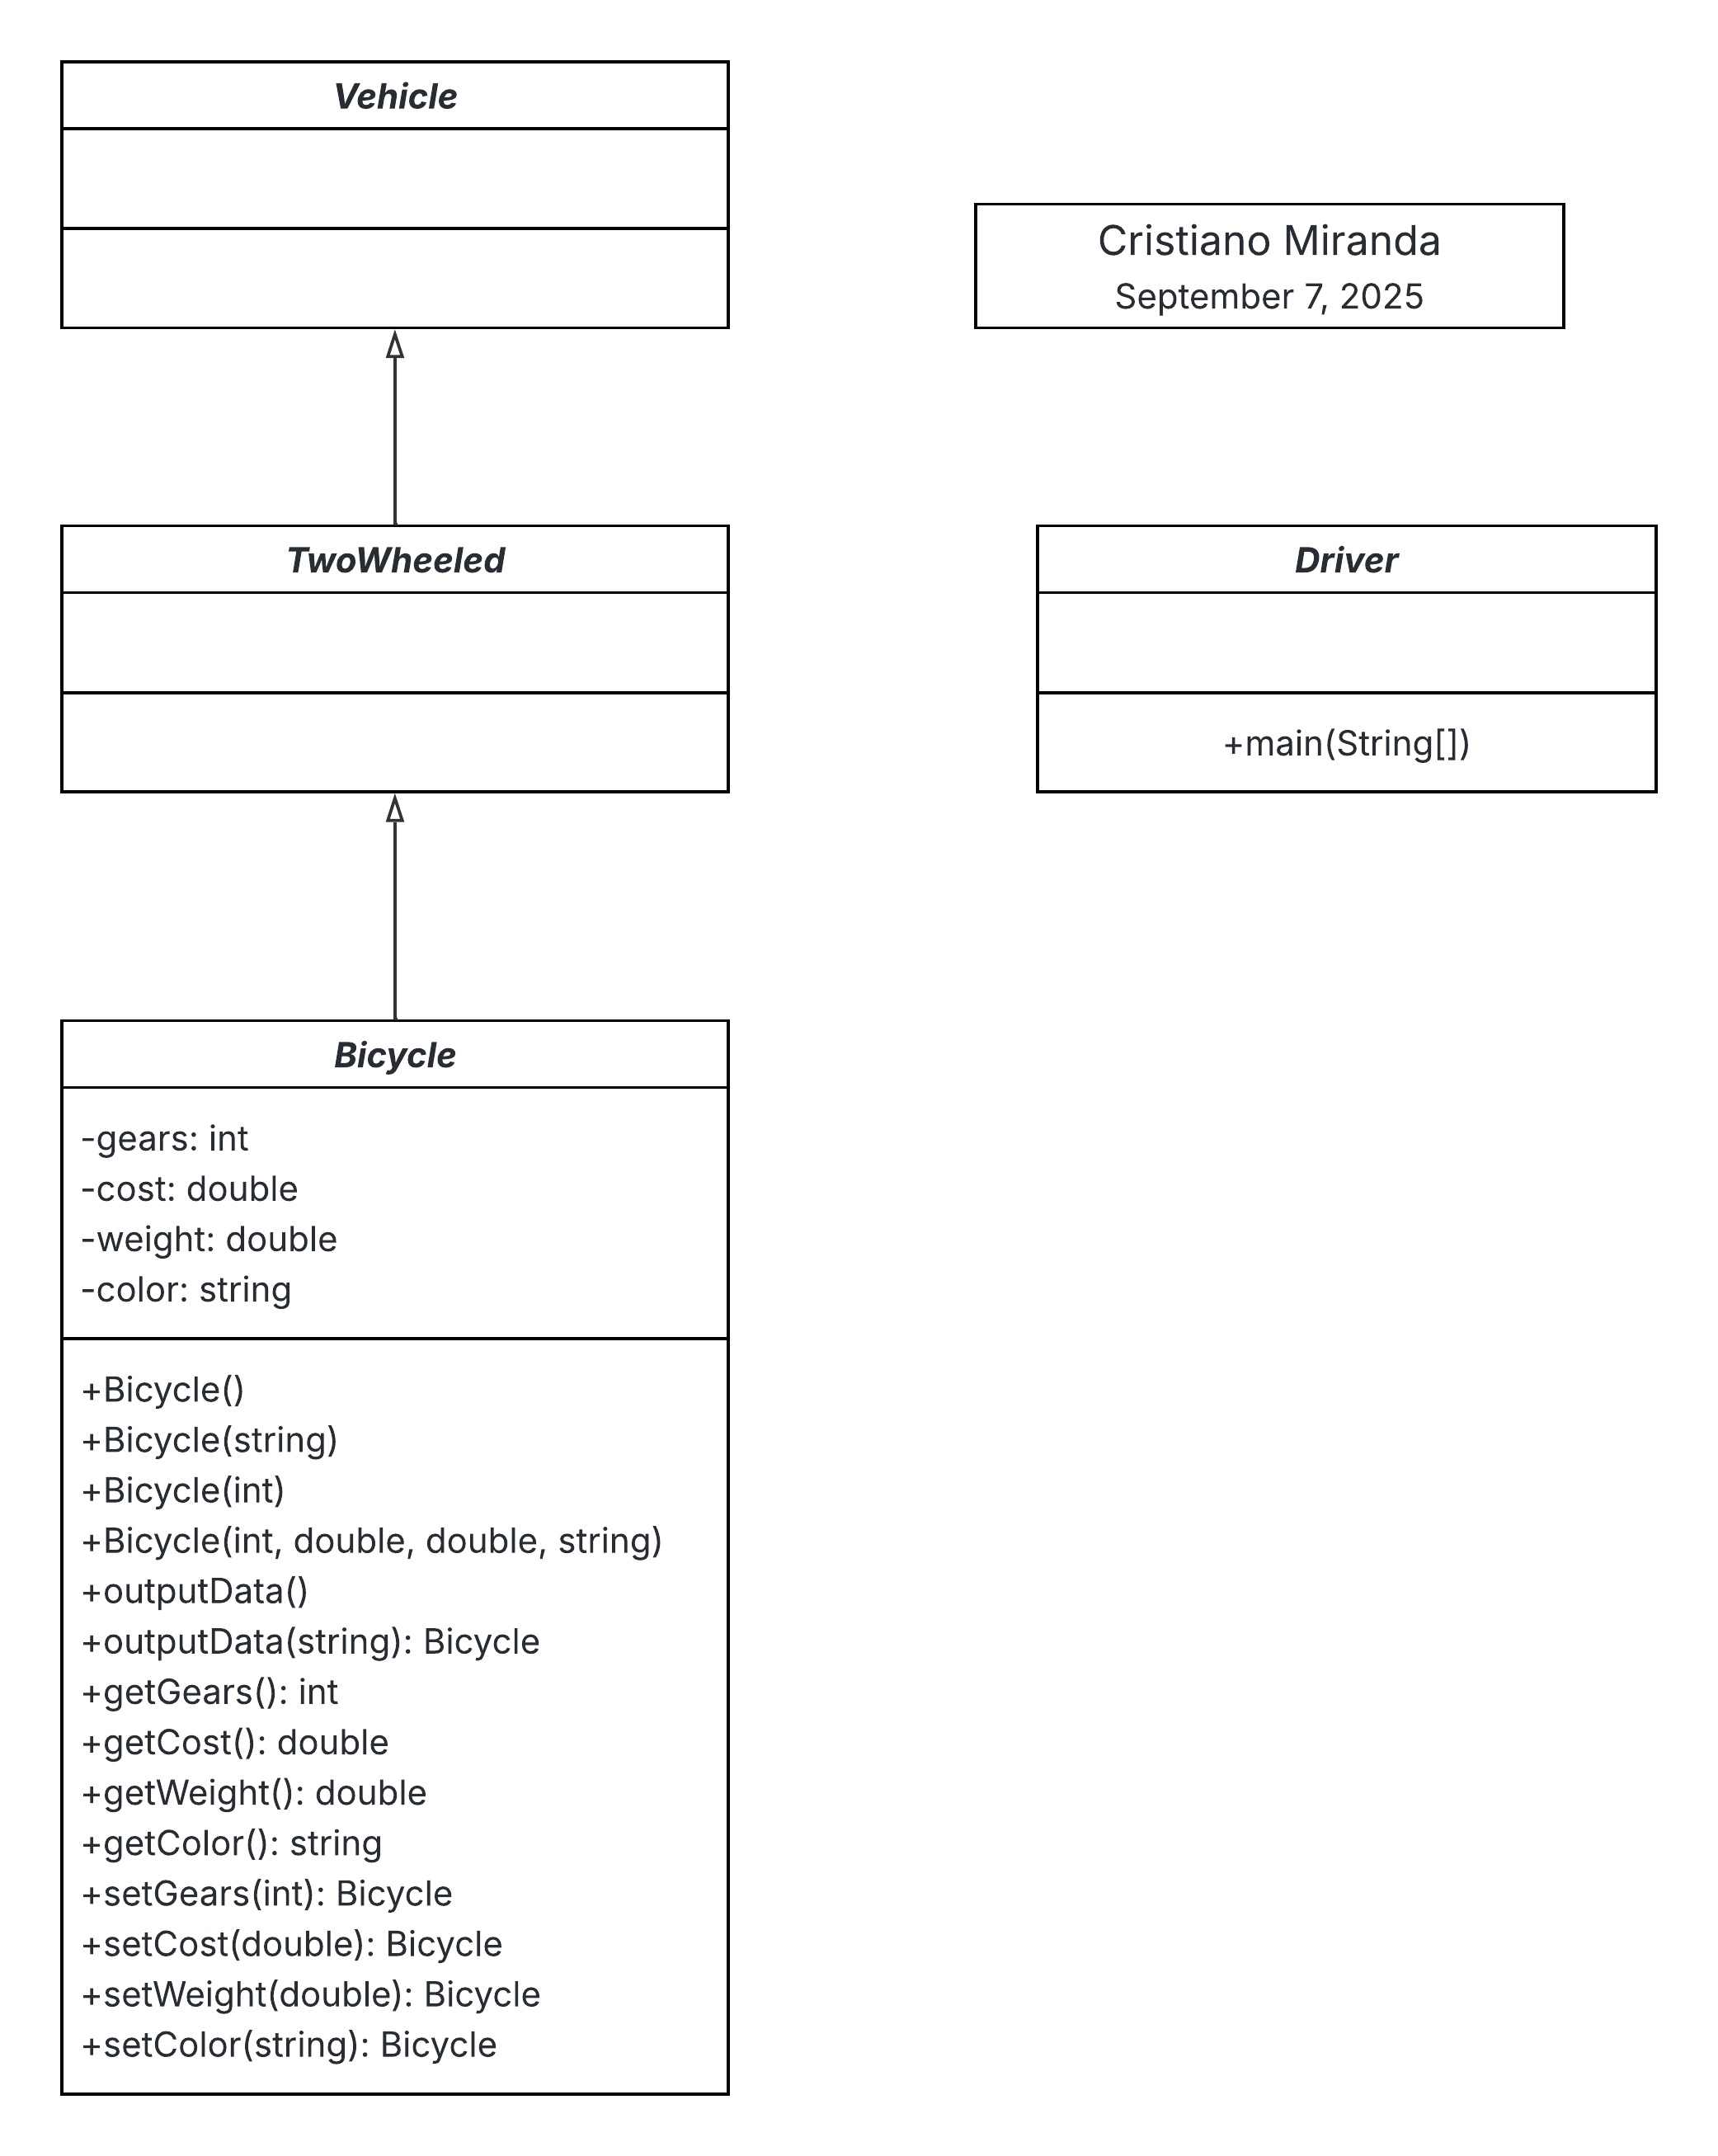 Vehicle
Cristiano Miranda
September 7, 2025
TwoWheeled
Driver
+main(String[])
Bicycle
-gears: int
-cost: double
-weight: double
-color: string
+Bicycle()
+Bicycle(string)
+Bicycle(int)
+Bicycle(int, double, double, string)
+outputData()
+outputData(string): Bicycle
+getGears(): int
+getCost(): double
+getWeight(): double
+getColor(): string
+setGears(int): Bicycle
+setCost(double): Bicycle
+setWeight(double): Bicycle
+setColor(string): Bicycle